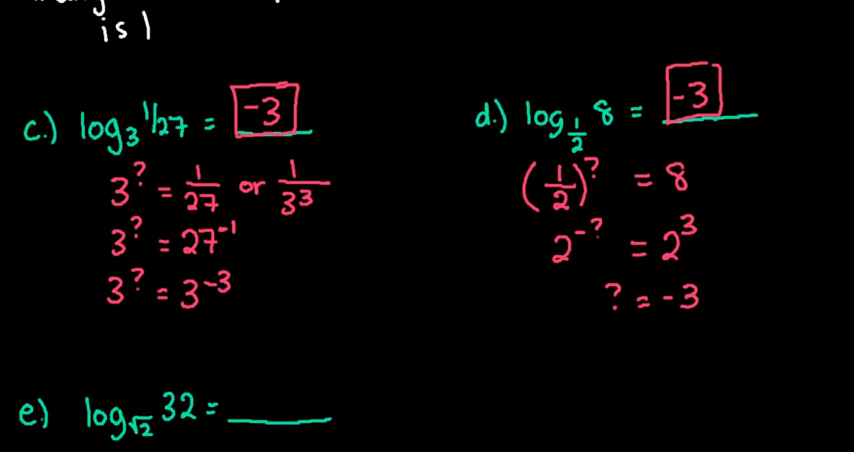 is 1
c.) log₃ 1/27 = -3
3^? = 1/27 or 1/3³
3^? = 27⁻¹
3^? = 3⁻³
d.) log_{1/2} 8 = -3
(1/2)^? = 8
2^{-?} = 2³
? = -3
e.) log_{√2} 32 = ______